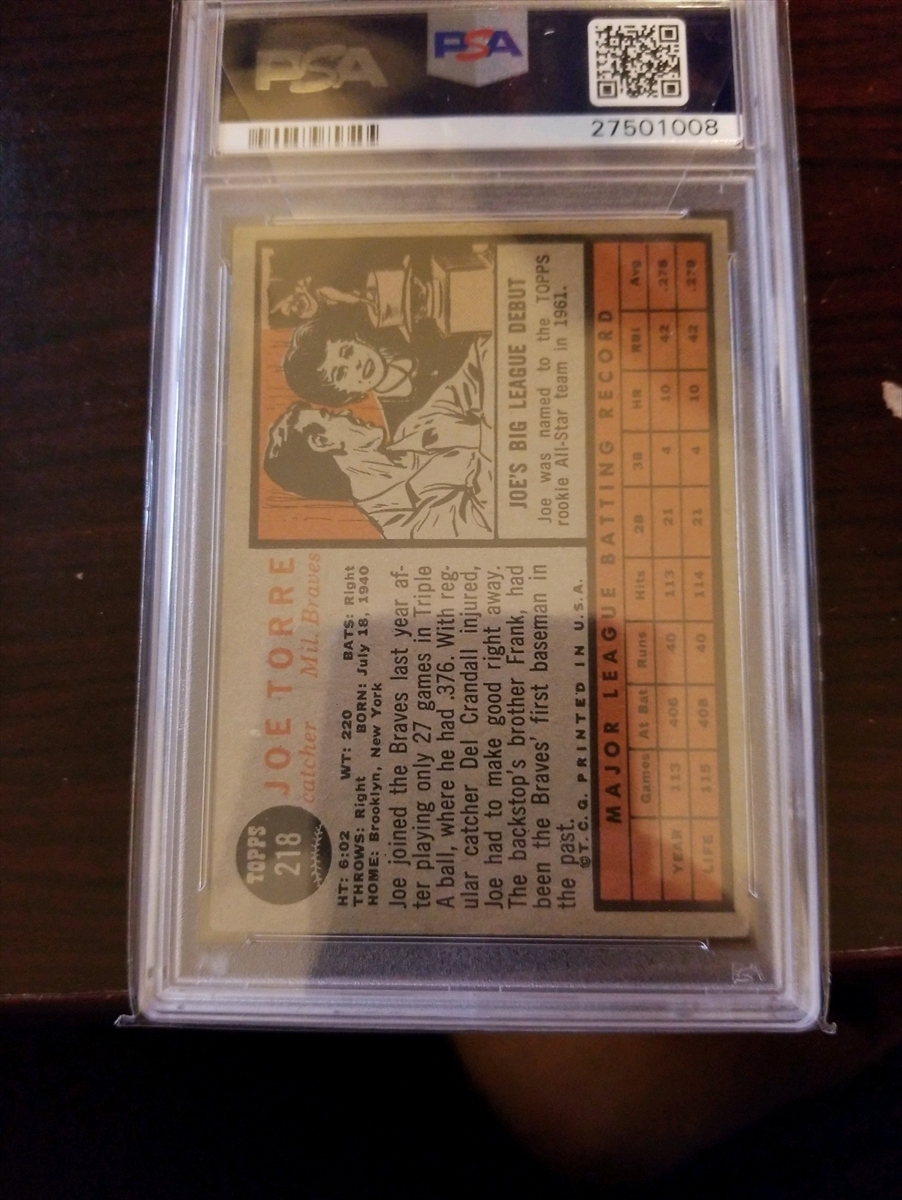 PSA
PSA
27501008
TOPPS
218
JOE TORRE
catcher Mil. Braves
HT: 6:02 WT: 220 BATS: Right
THROWS: Right BORN: July 18, 1940
HOME: Brooklyn, New York
Joe joined the Braves last year af-
ter playing only 27 games in Triple
A ball, where he had .376. With reg-
ular catcher Del Crandall injured,
Joe had to make good right away.
The backstop's brother Frank, had
been the Braves' first baseman in
the past.
©T. C. G. PRINTED IN U.S.A.
JOE'S BIG LEAGUE DEBUT
Joe was named to the TOPPS
rookie All-Star team in 1961.
MAJOR LEAGUE BATTING RECORD
Games At Bat Runs Hits 2B 3B HR RBI Avg.
YEAR 113 406 40 113 21 4 10 42 .278
LIFE 115 408 40 114 21 4 10 42 .279